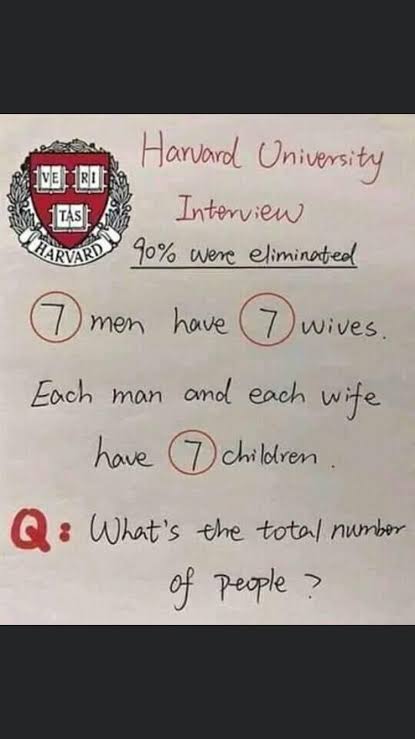 Harvard University
VE RI
TAS
HARVARD
Interview
90% were eliminated
7 men have 7 wives.
Each man and each wife
have 7 children.
Q: What's the total number
of people?